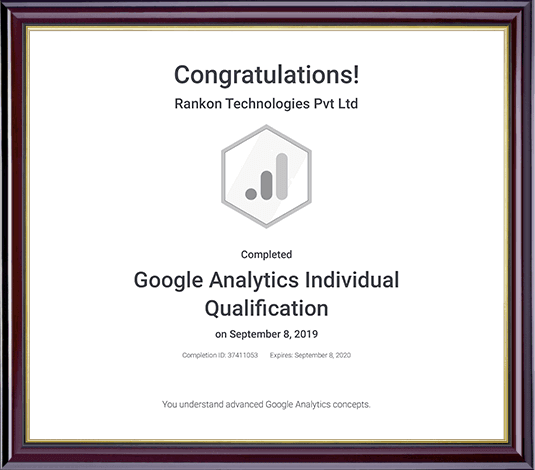 Congratulations!
Rankon Technologies Pvt Ltd
Completed
Google Analytics Individual
Qualification
on September 8, 2019
Completion ID: 37411053 Expires: September 8, 2020
You understand advanced Google Analytics concepts.